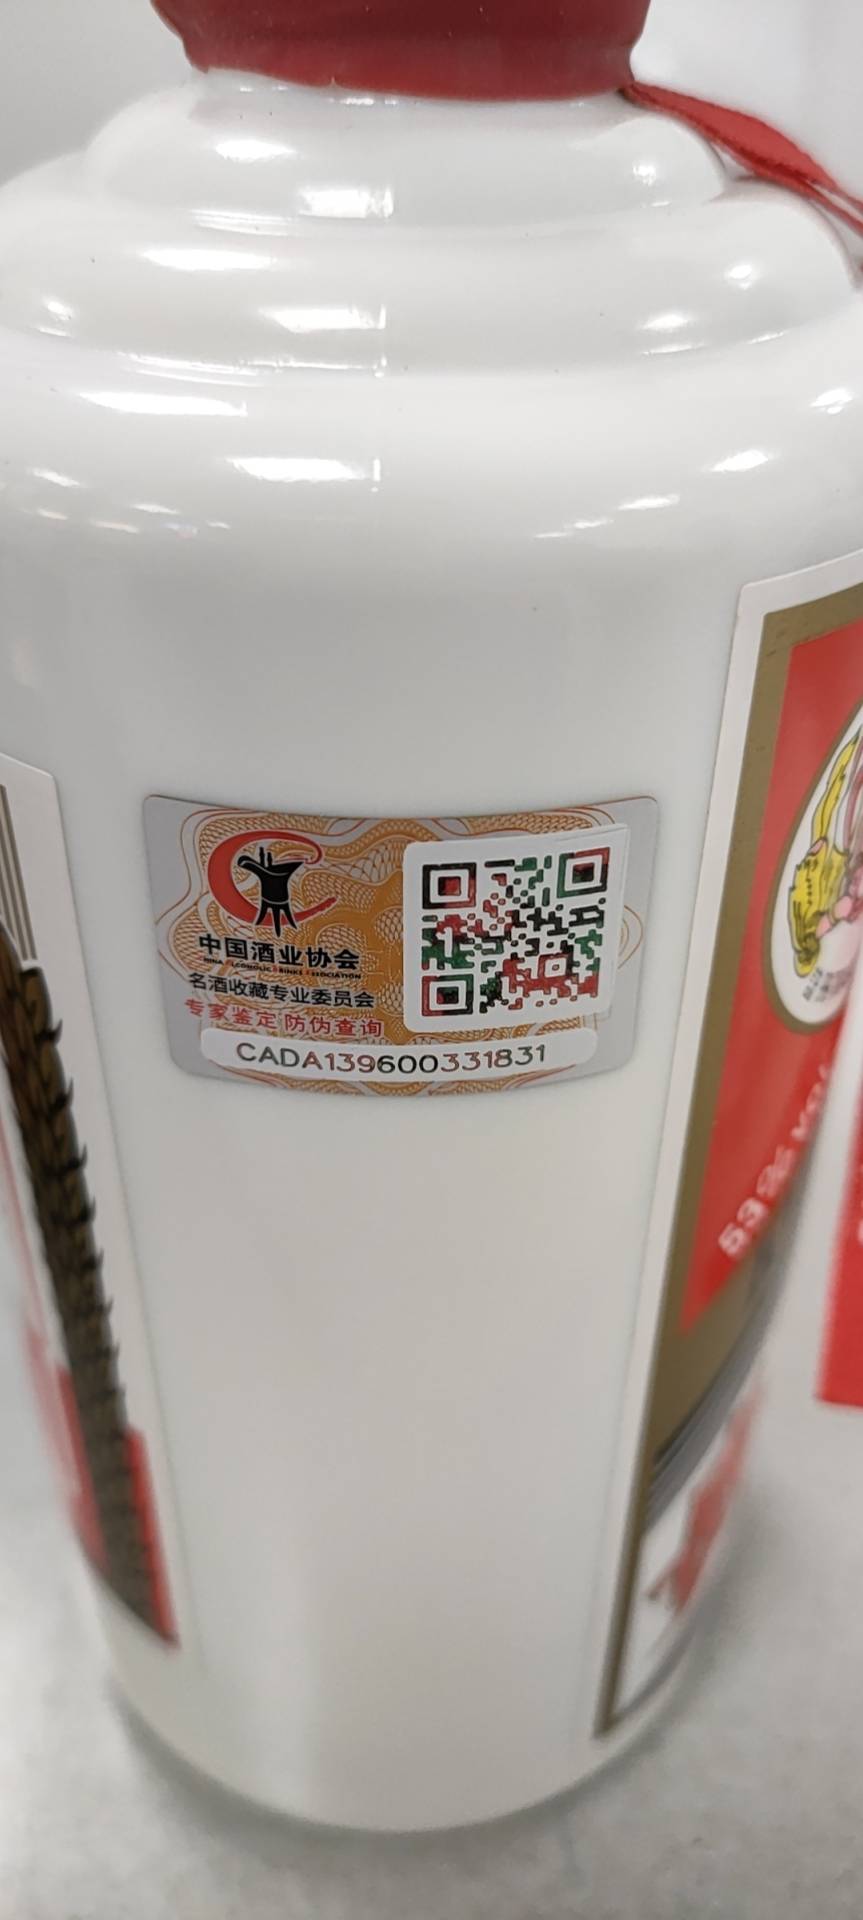 中国酒业协会
名酒收藏专业委员会
专家鉴定 防伪查询
CADA139600331831
53%